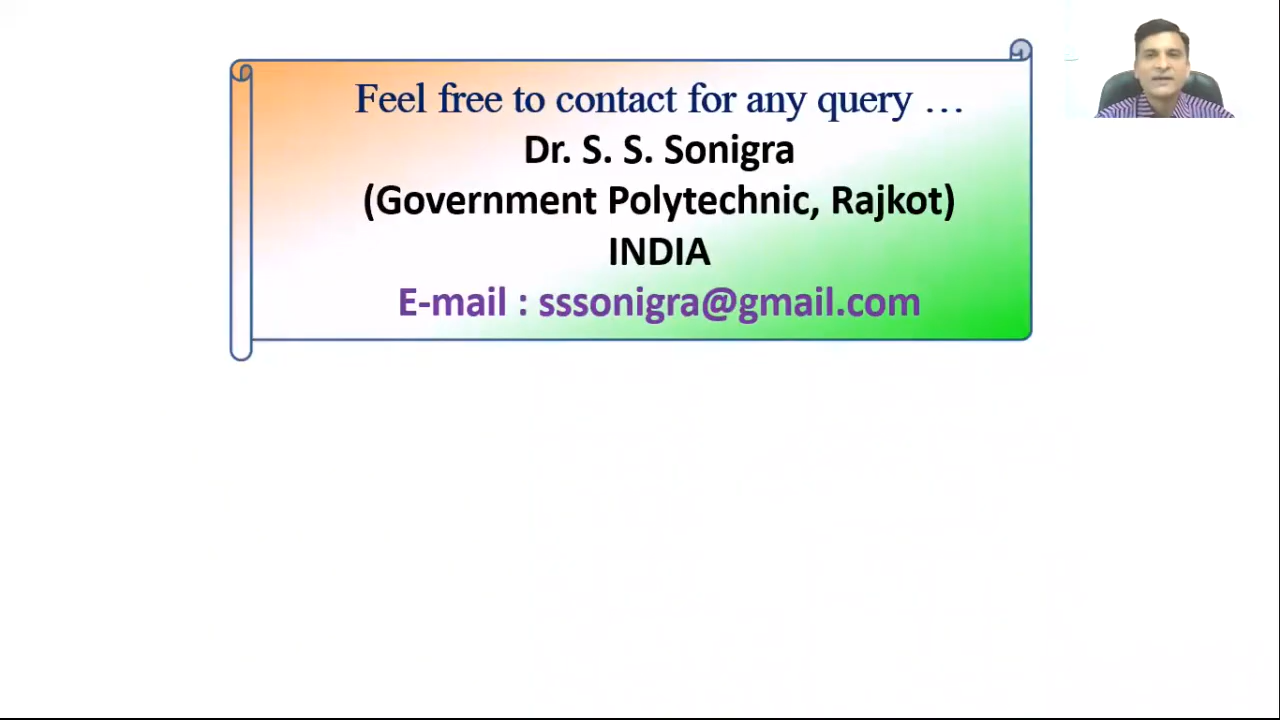 Feel free to contact for any query …
Dr. S. S. Sonigra
(Government Polytechnic, Rajkot)
INDIA
E-mail : sssonigra@gmail.com